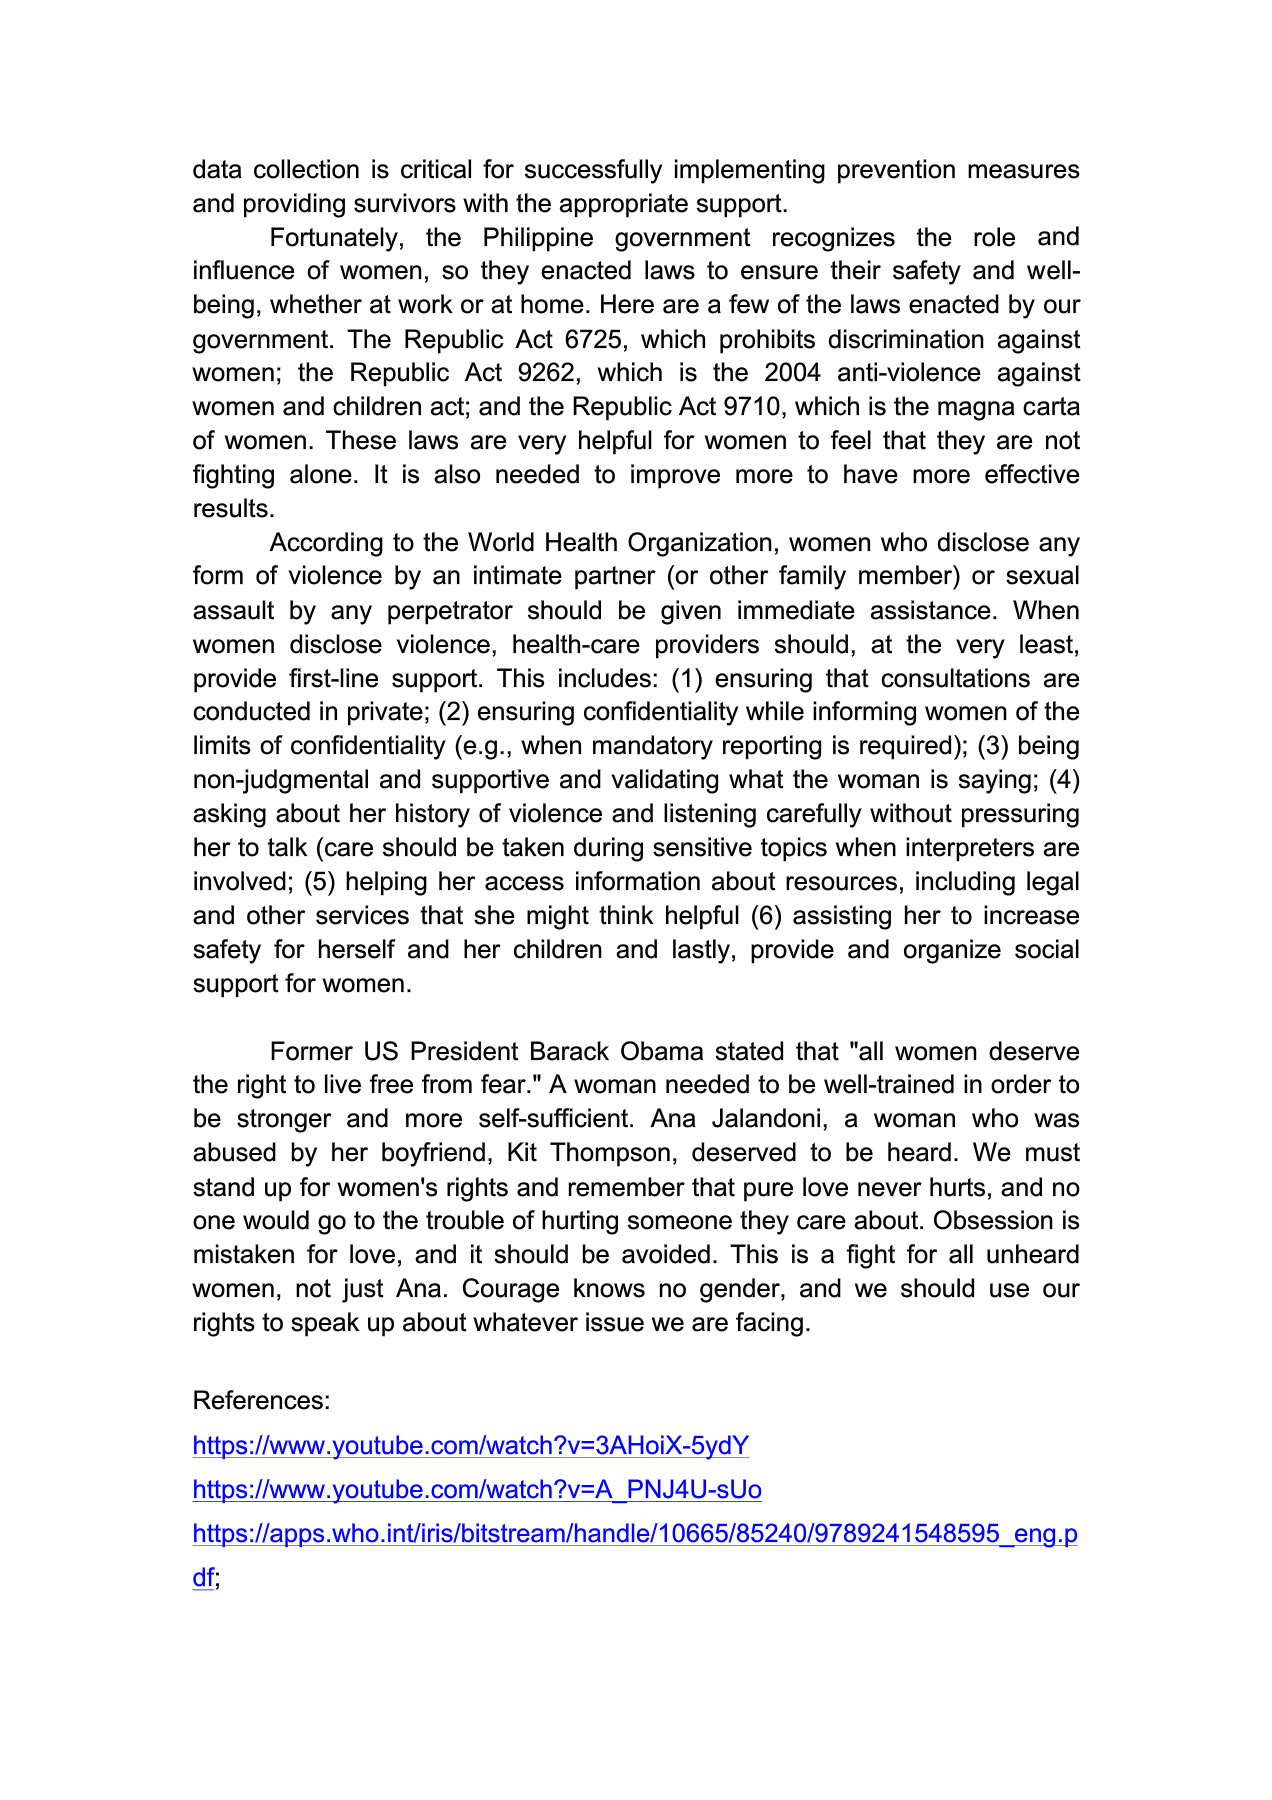 data collection is critical for successfully implementing prevention measures
and providing survivors with the appropriate support.
Fortunately, the Philippine government recognizes the role and
influence of women, so they enacted laws to ensure their safety and well-
being, whether at work or at home. Here are a few of the laws enacted by our
government. The Republic Act 6725, which prohibits discrimination against
women; the Republic Act 9262, which is the 2004 anti-violence against
women and children act; and the Republic Act 9710, which is the magna carta
of women. These laws are very helpful for women to feel that they are not
fighting alone. It is also needed to improve more to have more effective
results.
According to the World Health Organization, women who disclose any
form of violence by an intimate partner (or other family member) or sexual
assault by any perpetrator should be given immediate assistance. When
women disclose violence, health-care providers should, at the very least,
provide first-line support. This includes: (1) ensuring that consultations are
conducted in private; (2) ensuring confidentiality while informing women of the
limits of confidentiality (e.g., when mandatory reporting is required); (3) being
non-judgmental and supportive and validating what the woman is saying; (4)
asking about her history of violence and listening carefully without pressuring
her to talk (care should be taken during sensitive topics when interpreters are
involved; (5) helping her access information about resources, including legal
and other services that she might think helpful (6) assisting her to increase
safety for herself and her children and lastly, provide and organize social
support for women.
Former US President Barack Obama stated that "all women deserve
the right to live free from fear." A woman needed to be well-trained in order to
be stronger and more self-sufficient. Ana Jalandoni, a woman who was
abused by her boyfriend, Kit Thompson, deserved to be heard. We must
stand up for women's rights and remember that pure love never hurts, and no
one would go to the trouble of hurting someone they care about. Obsession is
mistaken for love, and it should be avoided. This is a fight for all unheard
women, not just Ana. Courage knows no gender, and we should use our
rights to speak up about whatever issue we are facing.
References:
https://www.youtube.com/watch?v=3AHoiX-5ydY
https://www.youtube.com/watch?v=A_PNJ4U-sUo
https://apps.who.int/iris/bitstream/handle/10665/85240/9789241548595_eng.p
df;